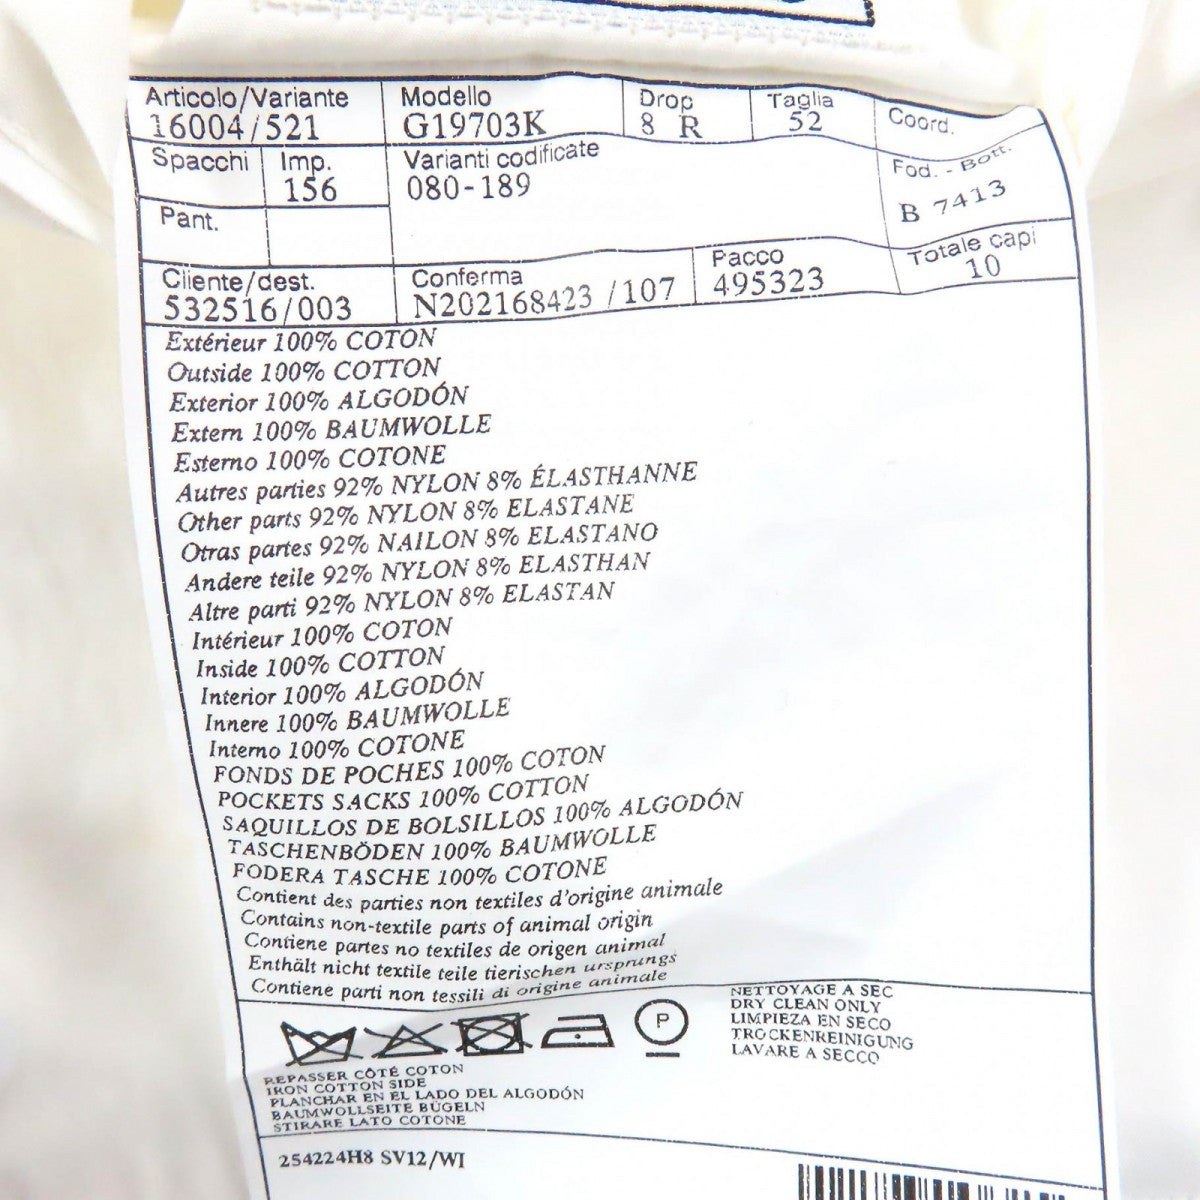 Articolo/Variante Modello Drop Taglia Coord.
16004/521 G19703K 8 R 52
Spacchi Imp. Varianti codificate Fod. - Bott.
156 080-189 B 7413
Pant.
Cliente/dest. Conferma Pacco Totale capi
532516/003 N202168423 /107 495323 10
Extérieur 100% COTON
Outside 100% COTTON
Exterior 100% ALGODÓN
Extern 100% BAUMWOLLE
Esterno 100% COTONE
Autres parties 92% NYLON 8% ÉLASTHANNE
Other parts 92% NYLON 8% ELASTANE
Otras partes 92% NAILON 8% ELASTANO
Andere teile 92% NYLON 8% ELASTHAN
Altre parti 92% NYLON 8% ELASTAN
Intérieur 100% COTON
Inside 100% COTTON
Interior 100% ALGODÓN
Innere 100% BAUMWOLLE
Interno 100% COTONE
FONDS DE POCHES 100% COTON
POCKETS SACKS 100% COTTON
SAQUILLOS DE BOLSILLOS 100% ALGODÓN
TASCHENBÖDEN 100% BAUMWOLLE
FODERA TASCHE 100% COTONE
Contient des parties non textiles d'origine animale
Contains non-textile parts of animal origin
Contiene partes no textiles de origen animal
Enthält nicht textile teile tierischen ursprungs
Contiene parti non tessili di origine animale
P
NETTOYAGE A SEC
DRY CLEAN ONLY
LIMPIEZA EN SECO
TROCKENREINIGUNG
LAVARE A SECCO
REPASSER CÔTÉ COTON
IRON COTTON SIDE
PLANCHAR EN EL LADO DEL ALGODÓN
BAUMWOLLSEITE BÜGELN
STIRARE LATO COTONE
254224H8 SV12/WI